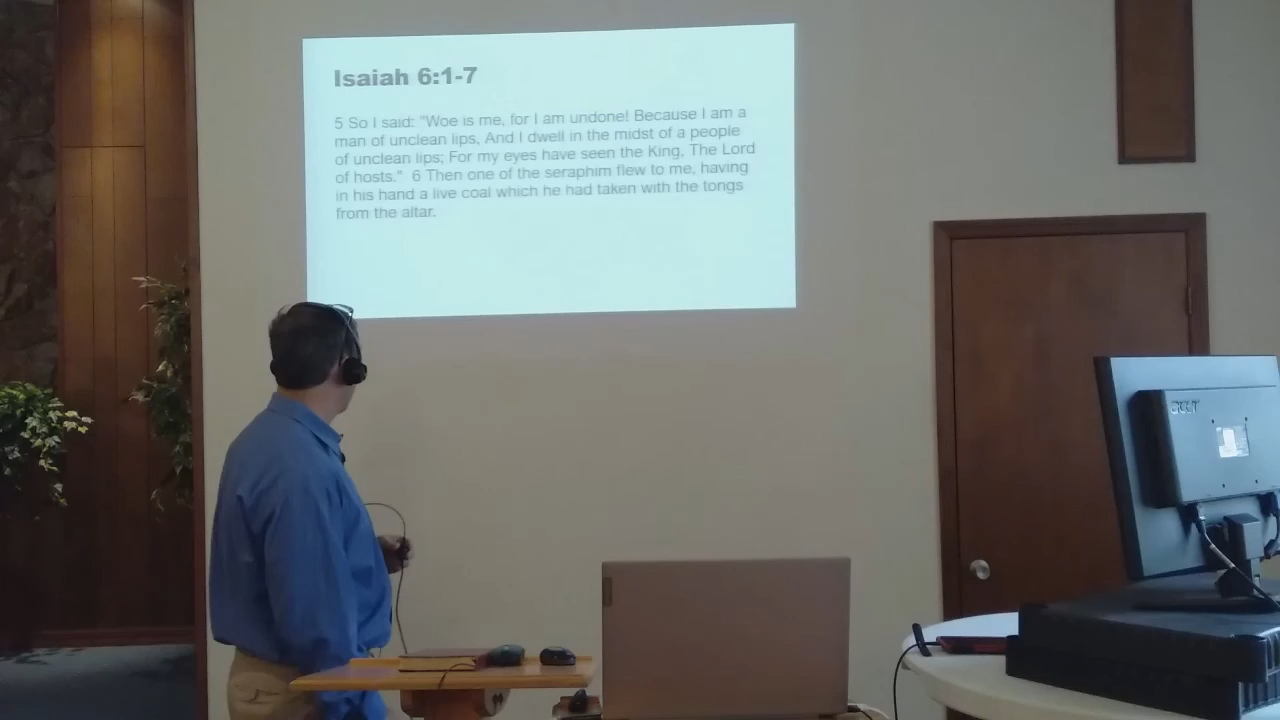 Isaiah 6:1-7
5 So I said: "Woe is me, for I am undone! Because I am a
man of unclean lips, And I dwell in the midst of a people
of unclean lips; For my eyes have seen the King, The Lord
of hosts." 6 Then one of the seraphim flew to me, having
in his hand a live coal which he had taken with the tongs
from the altar.
acer